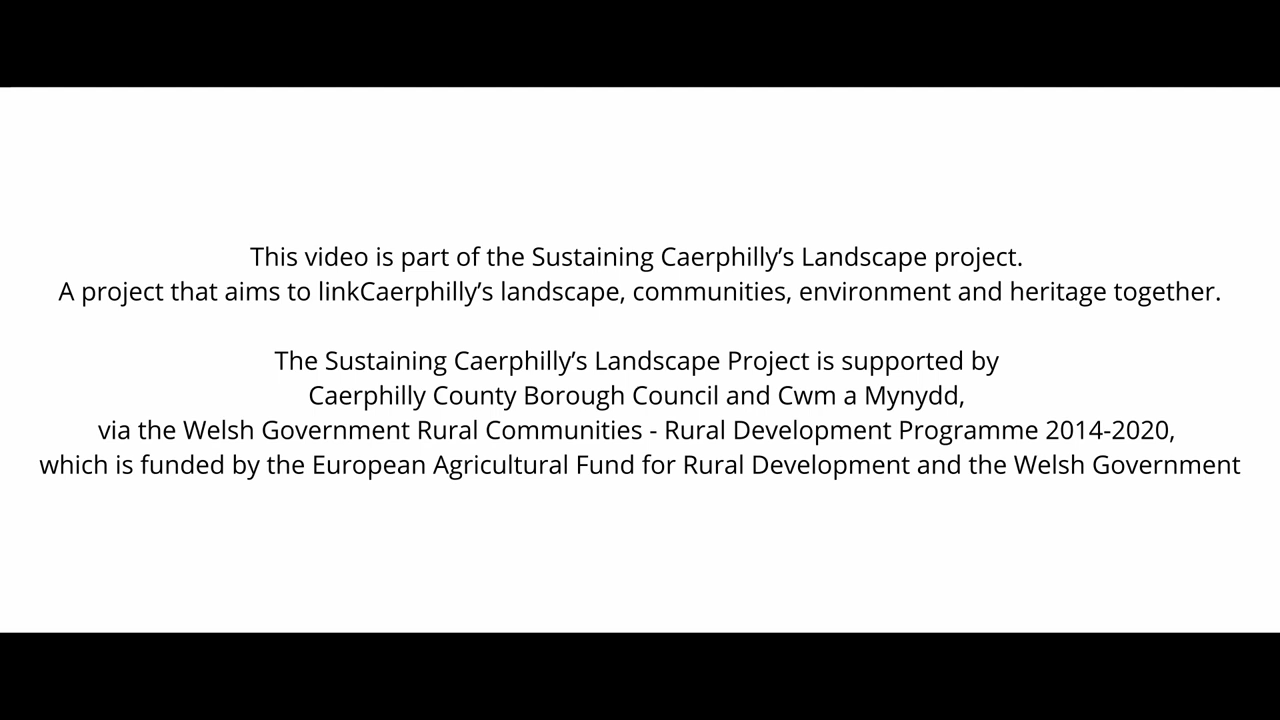 This video is part of the Sustaining Caerphilly’s Landscape project.
A project that aims to linkCaerphilly’s landscape, communities, environment and heritage together.
The Sustaining Caerphilly’s Landscape Project is supported by
Caerphilly County Borough Council and Cwm a Mynydd,
via the Welsh Government Rural Communities - Rural Development Programme 2014-2020,
which is funded by the European Agricultural Fund for Rural Development and the Welsh Government